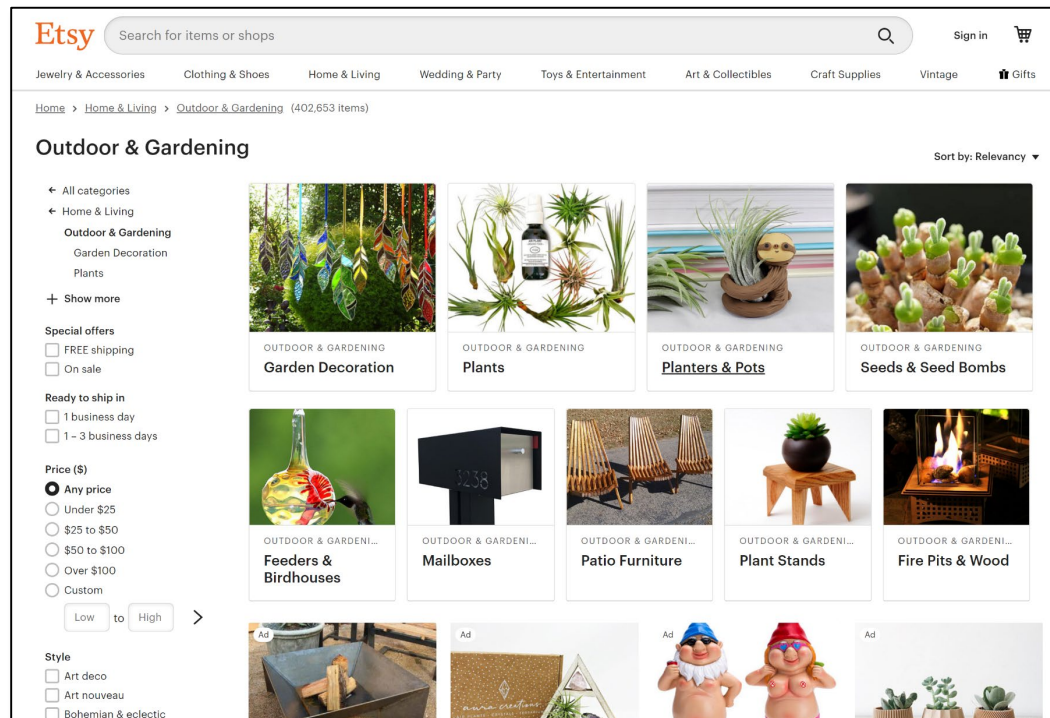 Etsy
Search for items or shops
Sign in
Jewelry & Accessories
Clothing & Shoes
Home & Living
Wedding & Party
Toys & Entertainment
Art & Collectibles
Craft Supplies
Vintage
Gifts
Home > Home & Living > Outdoor & Gardening (402,653 items)
Outdoor & Gardening
Sort by: Relevancy
All categories
Home & Living
Outdoor & Gardening
Garden Decoration
Plants
Show more
Special offers
FREE shipping
On sale
Ready to ship in
1 business day
1 – 3 business days
Price ($)
Any price
Under $25
$25 to $50
$50 to $100
Over $100
Custom
Low to High
Style
Art deco
Art nouveau
Bohemian & eclectic
OUTDOOR & GARDENING
Garden Decoration
OUTDOOR & GARDENING
Plants
OUTDOOR & GARDENING
Planters & Pots
OUTDOOR & GARDENING
Seeds & Seed Bombs
OUTDOOR & GARDENI...
Feeders &
Birdhouses
3238
OUTDOOR & GARDENI...
Mailboxes
OUTDOOR & GARDENI...
Patio Furniture
OUTDOOR & GARDENI...
Plant Stands
OUTDOOR & GARDENI...
Fire Pits & Wood
Ad
Ad
aura creations
Ad
Ad